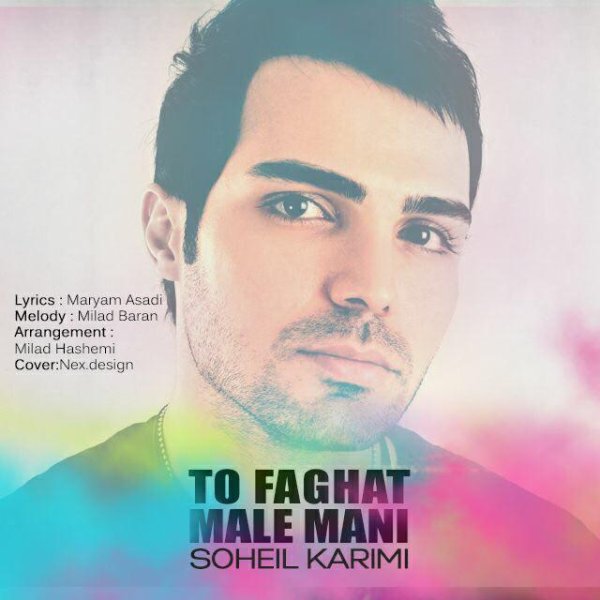 Lyrics : Maryam Asadi
Melody : Milad Baran
Arrangement :
Milad Hashemi
Cover:Nex.design
TO FAGHAT
MALE MANI
SOHEIL KARIMI